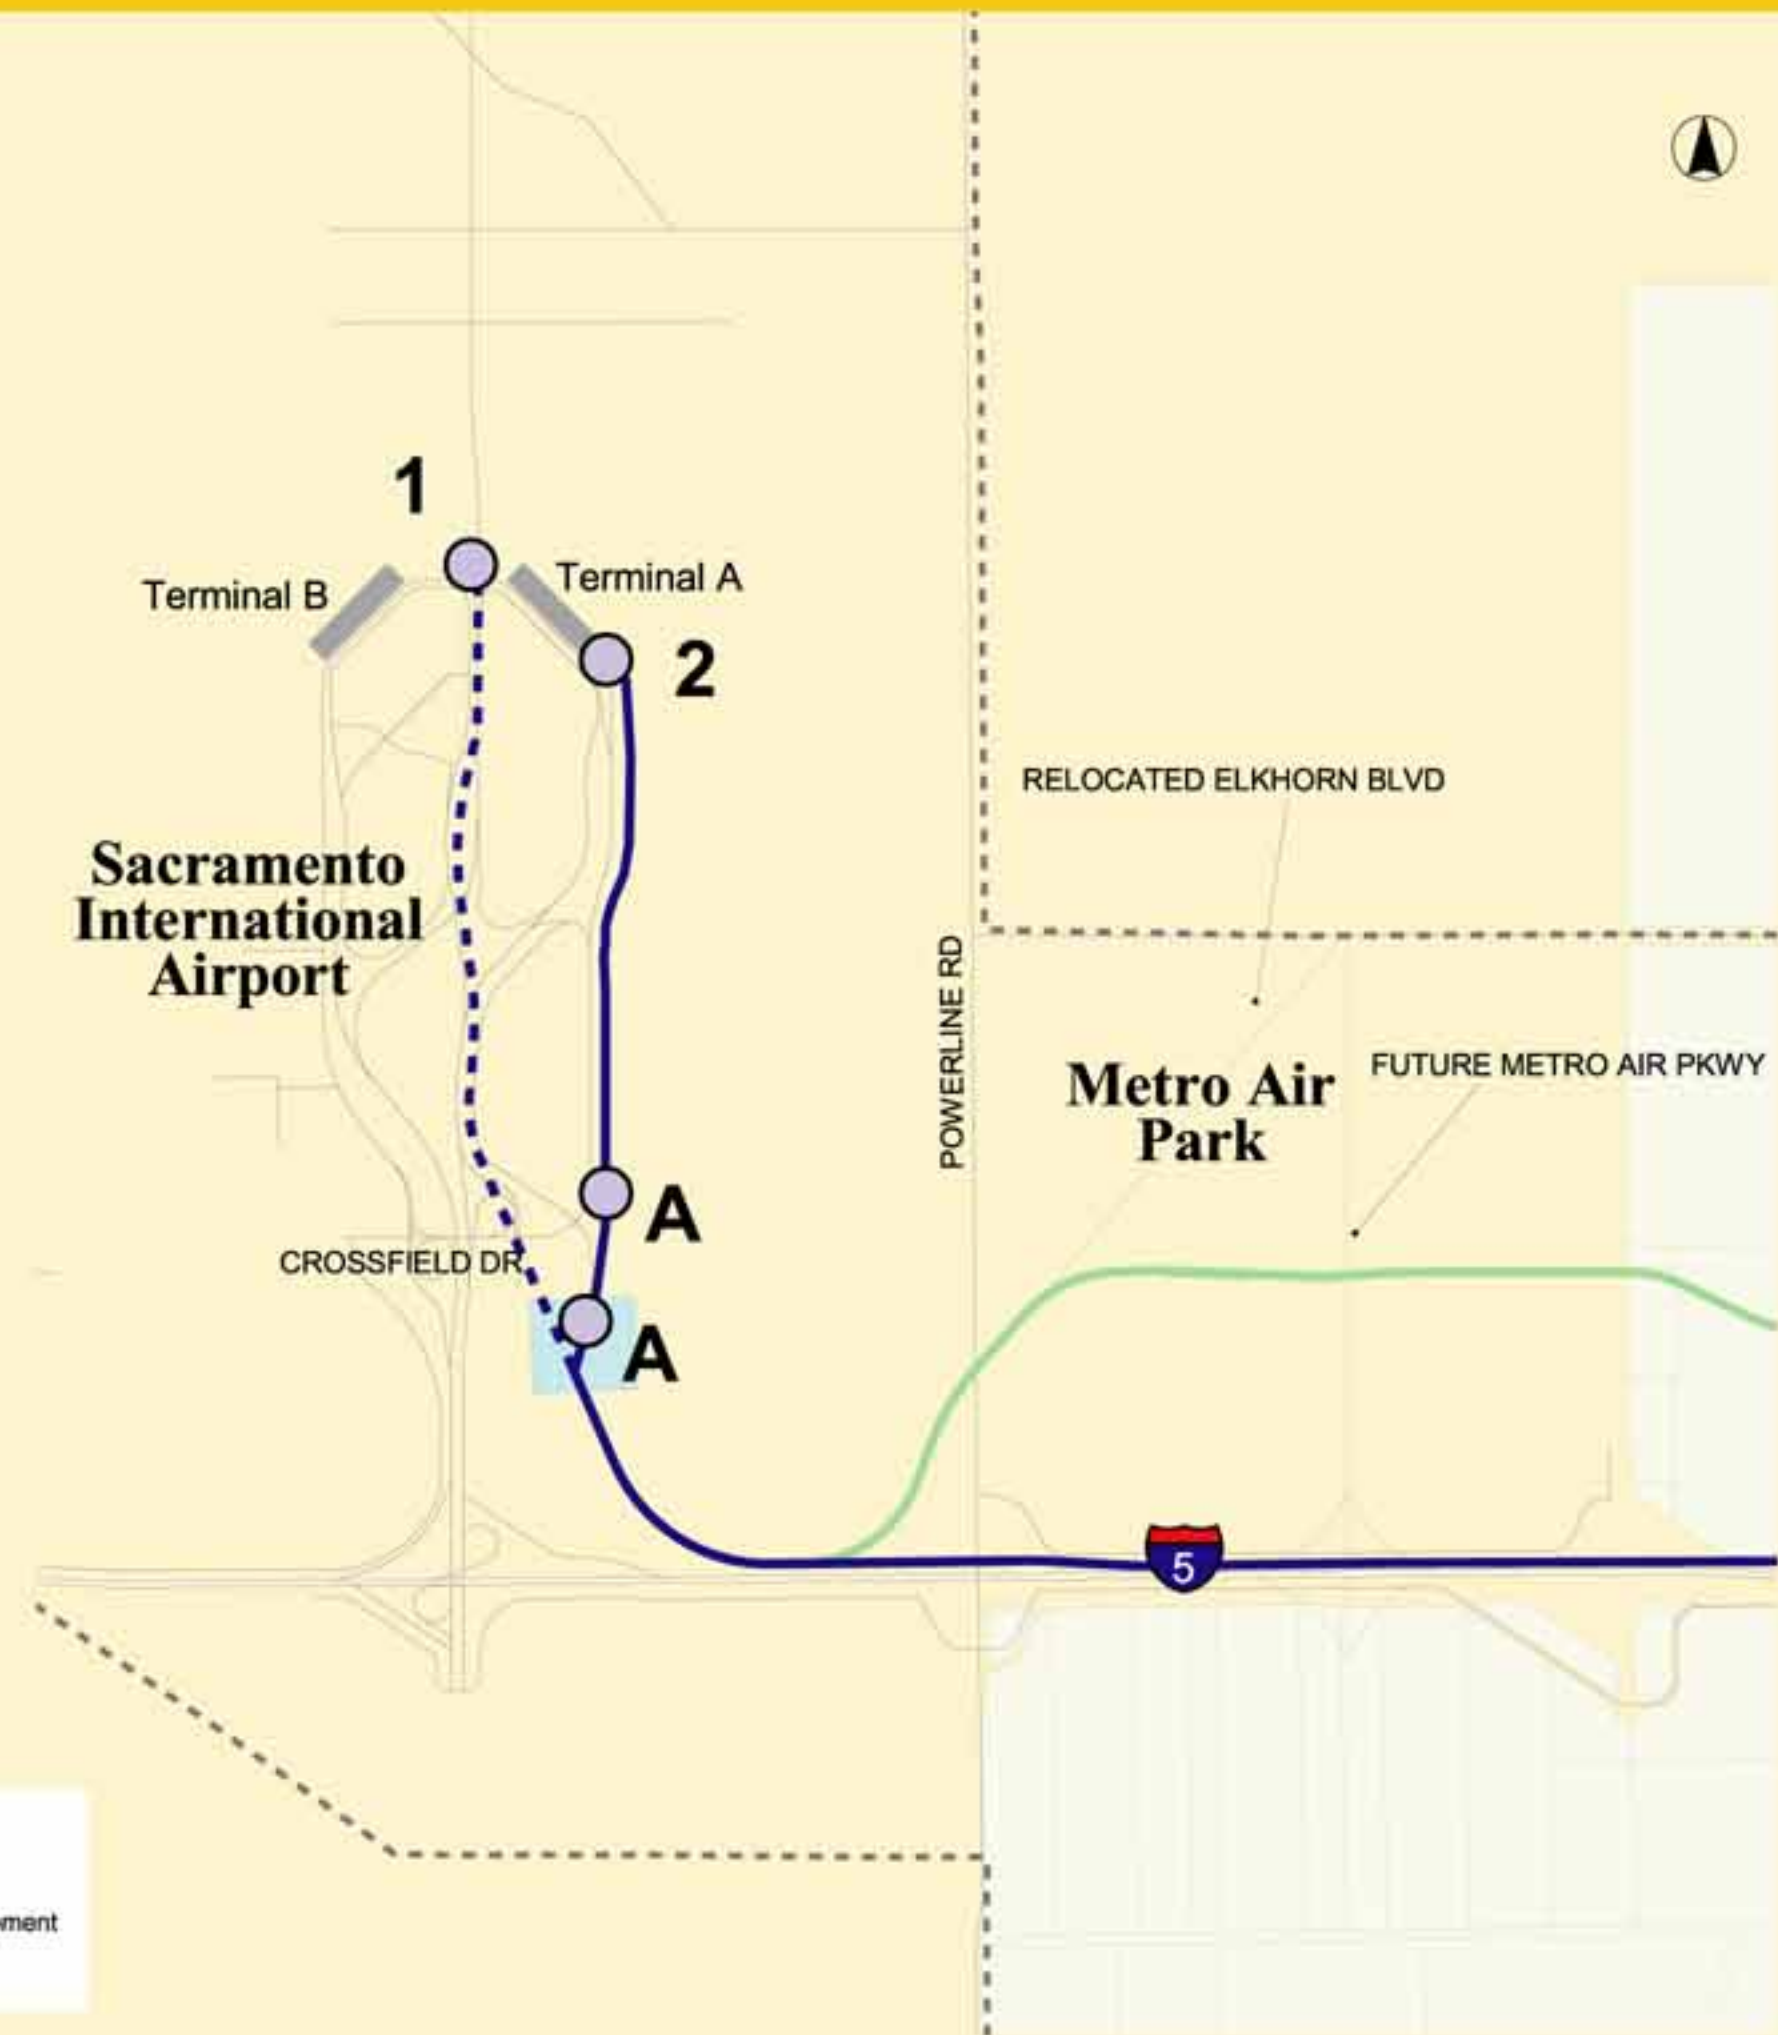 1
Terminal B
Terminal A
2
RELOCATED ELKHORN BLVD
Sacramento
International
Airport
POWERLINE RD
Metro Air
Park
FUTURE METRO AIR PKWY
A
CROSSFIELD DR
A
5